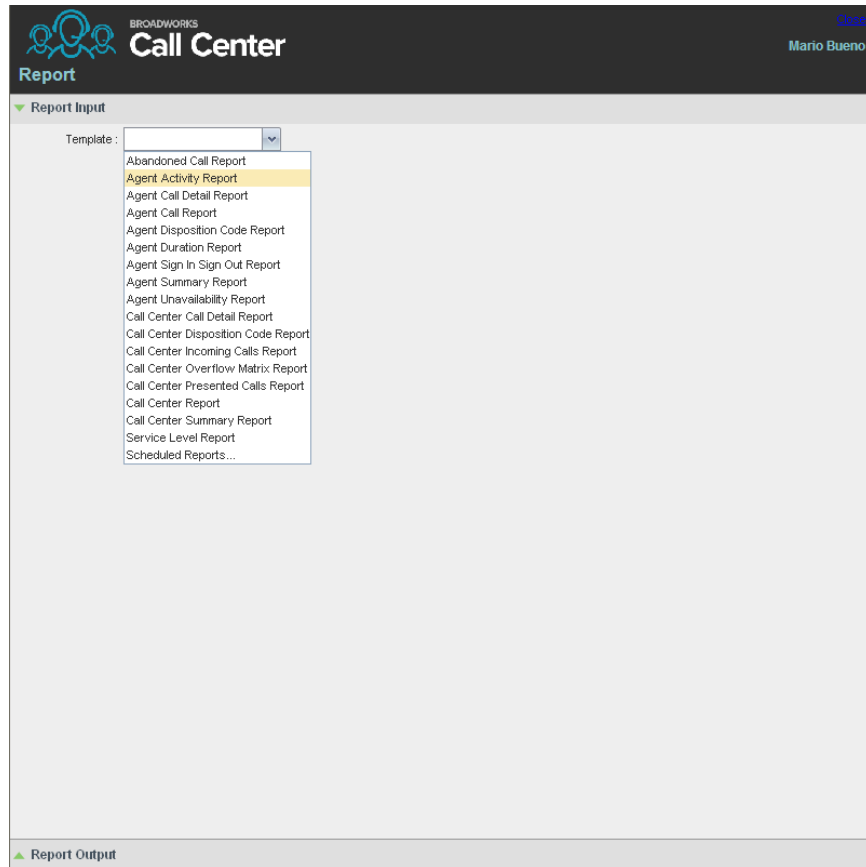 BROADWORKS
Call Center
Close
Mario Bueno
Report
Report Input
Template :
Abandoned Call Report
Agent Activity Report
Agent Call Detail Report
Agent Call Report
Agent Disposition Code Report
Agent Duration Report
Agent Sign In Sign Out Report
Agent Summary Report
Agent Unavailability Report
Call Center Call Detail Report
Call Center Disposition Code Report
Call Center Incoming Calls Report
Call Center Overflow Matrix Report
Call Center Presented Calls Report
Call Center Report
Call Center Summary Report
Service Level Report
Scheduled Reports...
Report Output